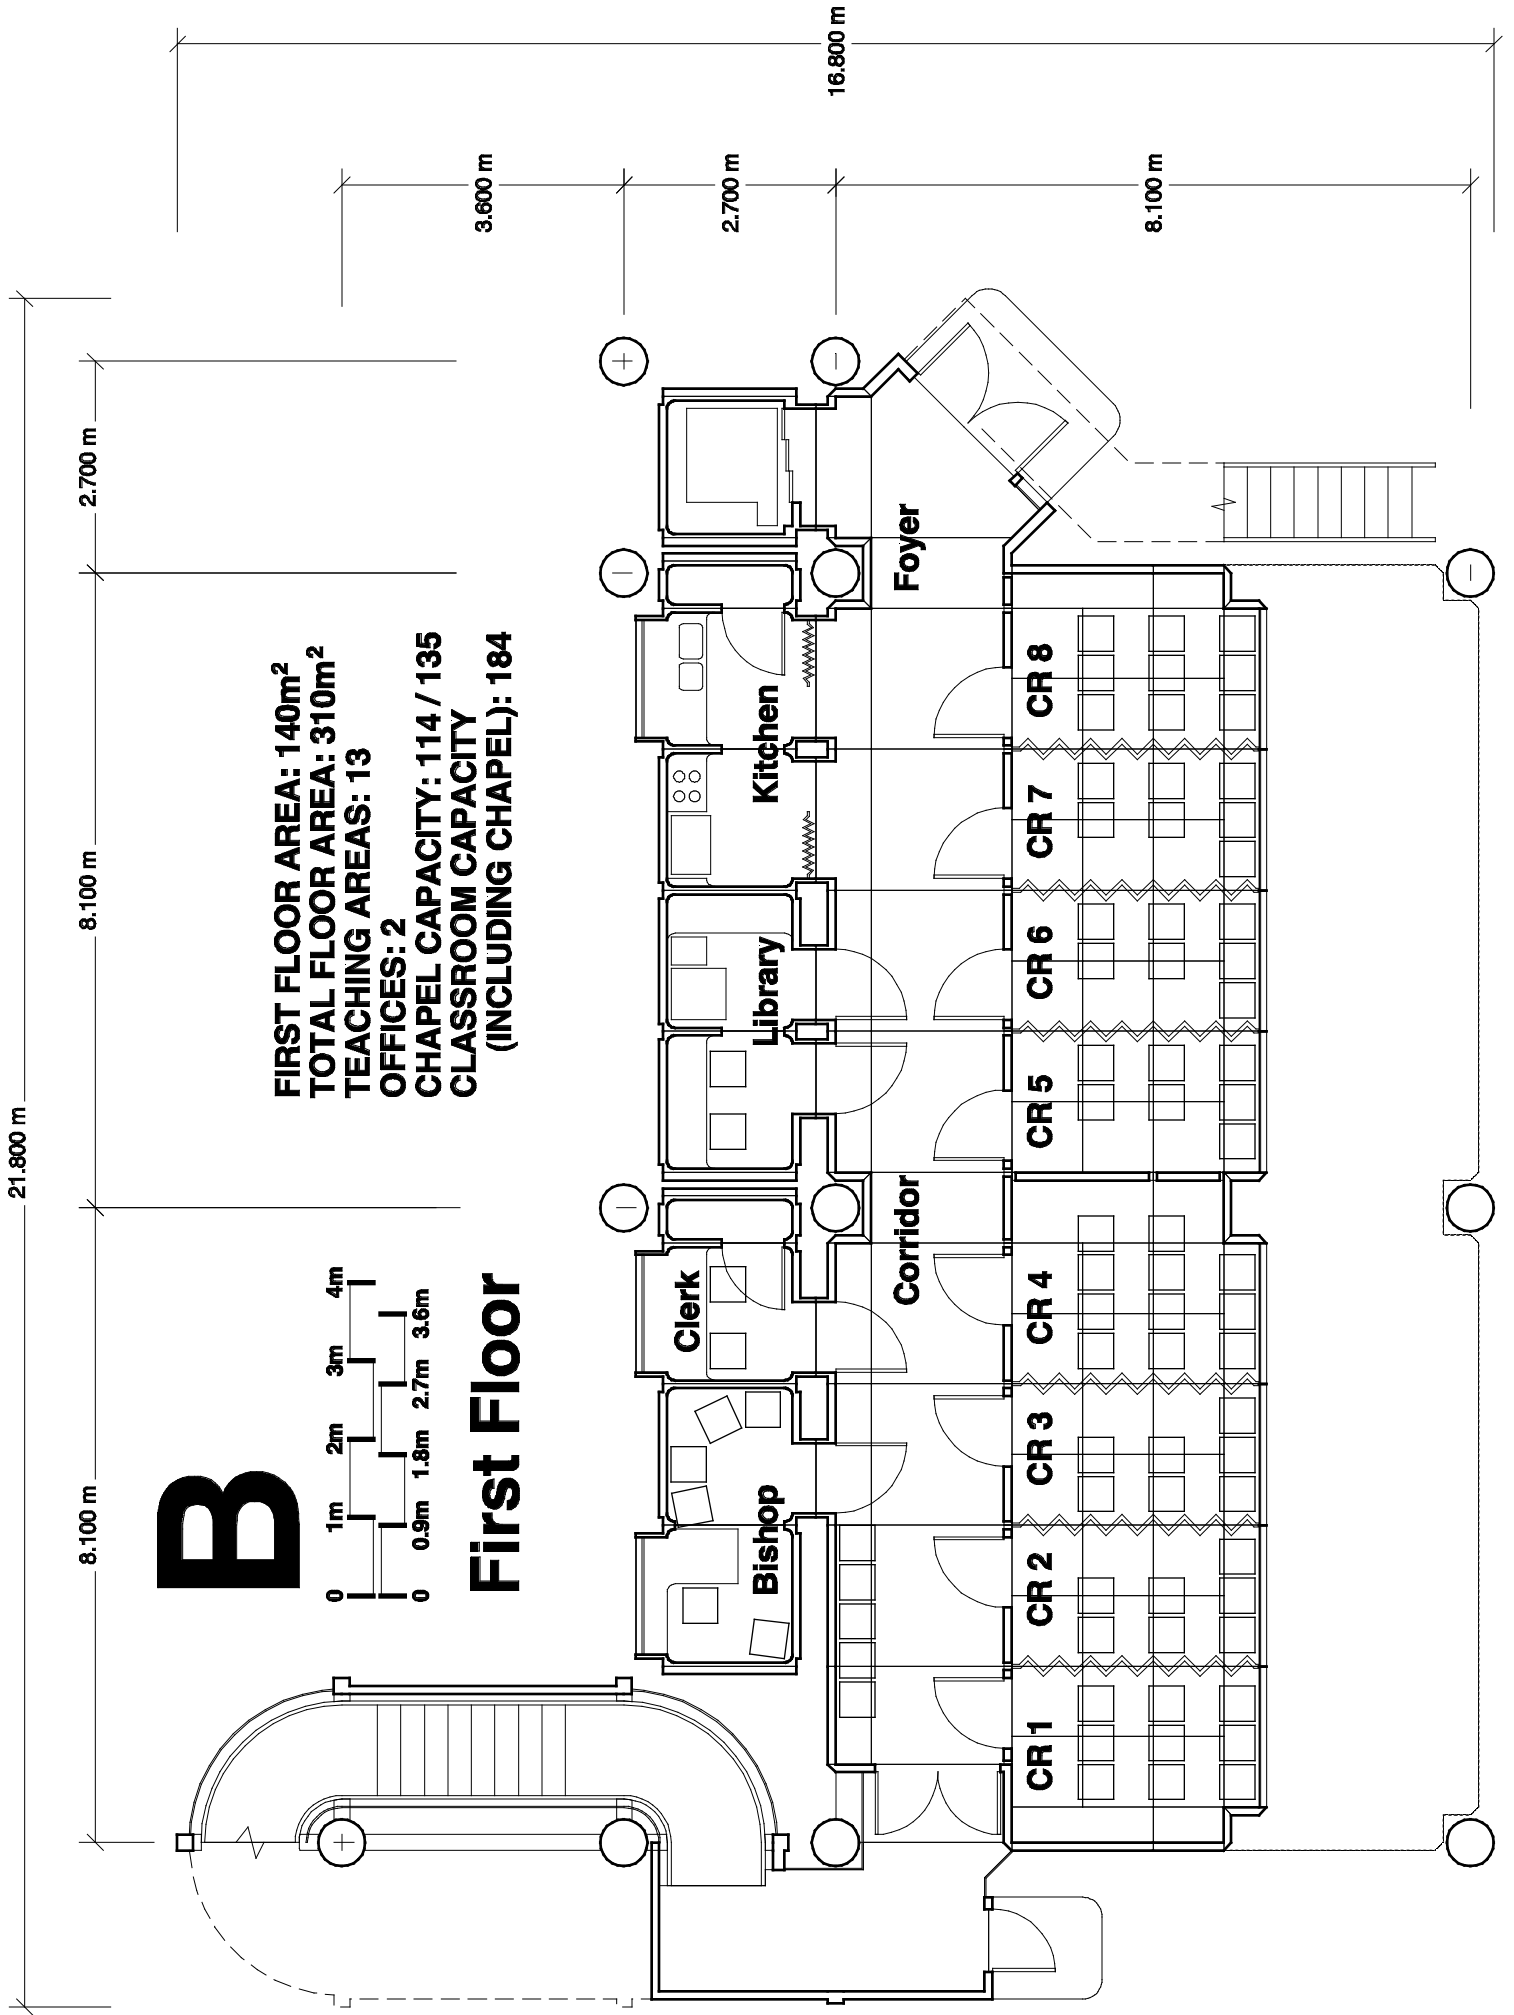 B
0 1m 2m 3m 4m
0 0.9m 1.8m 2.7m 3.6m
First Floor
FIRST FLOOR AREA: 140m²
TOTAL FLOOR AREA: 310m²
TEACHING AREAS: 13
OFFICES: 2
CHAPEL CAPACITY: 114 / 135
CLASSROOM CAPACITY
(INCLUDING CHAPEL): 184
21.800 m
8.100 m
8.100 m
2.700 m
16.800 m
3.600 m
2.700 m
8.100 m
Clerk
Bishop
Library
Kitchen
Corridor
Foyer
CR 1
CR 2
CR 3
CR 4
CR 5
CR 6
CR 7
CR 8